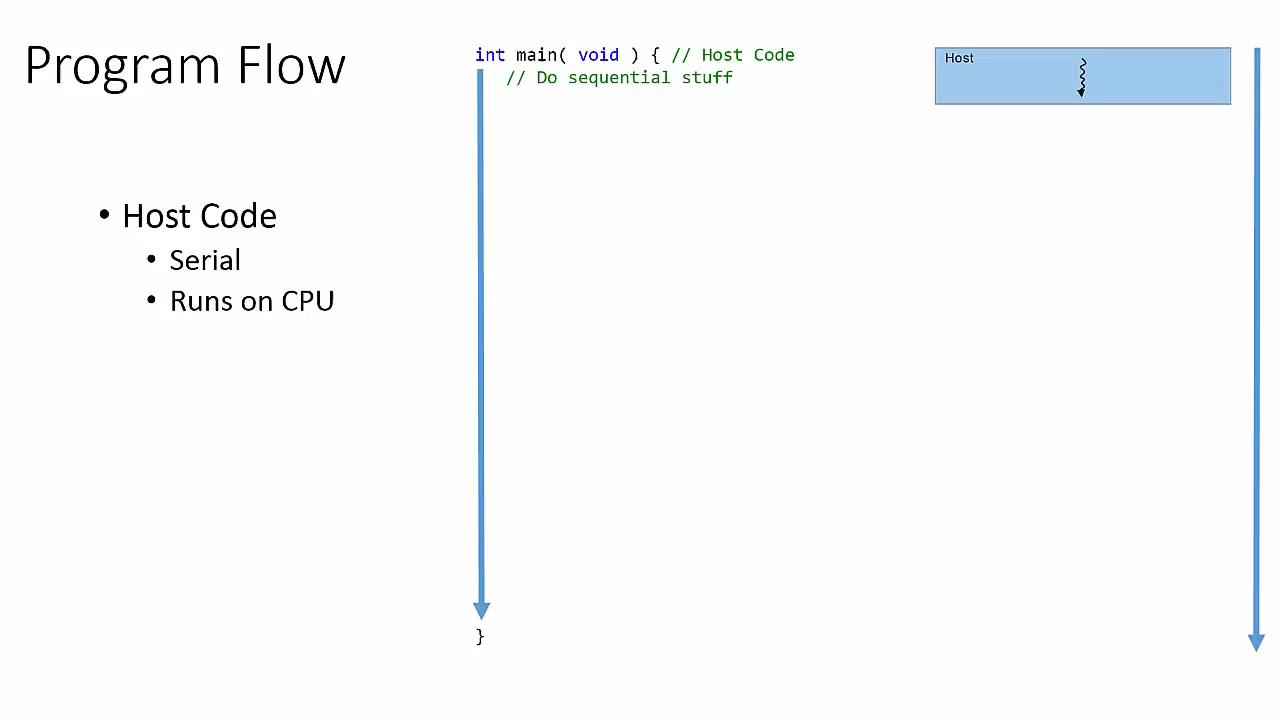 Program Flow
• Host Code
• Serial
• Runs on CPU
int main( void ) { // Host Code
// Do sequential stuff
}
Host